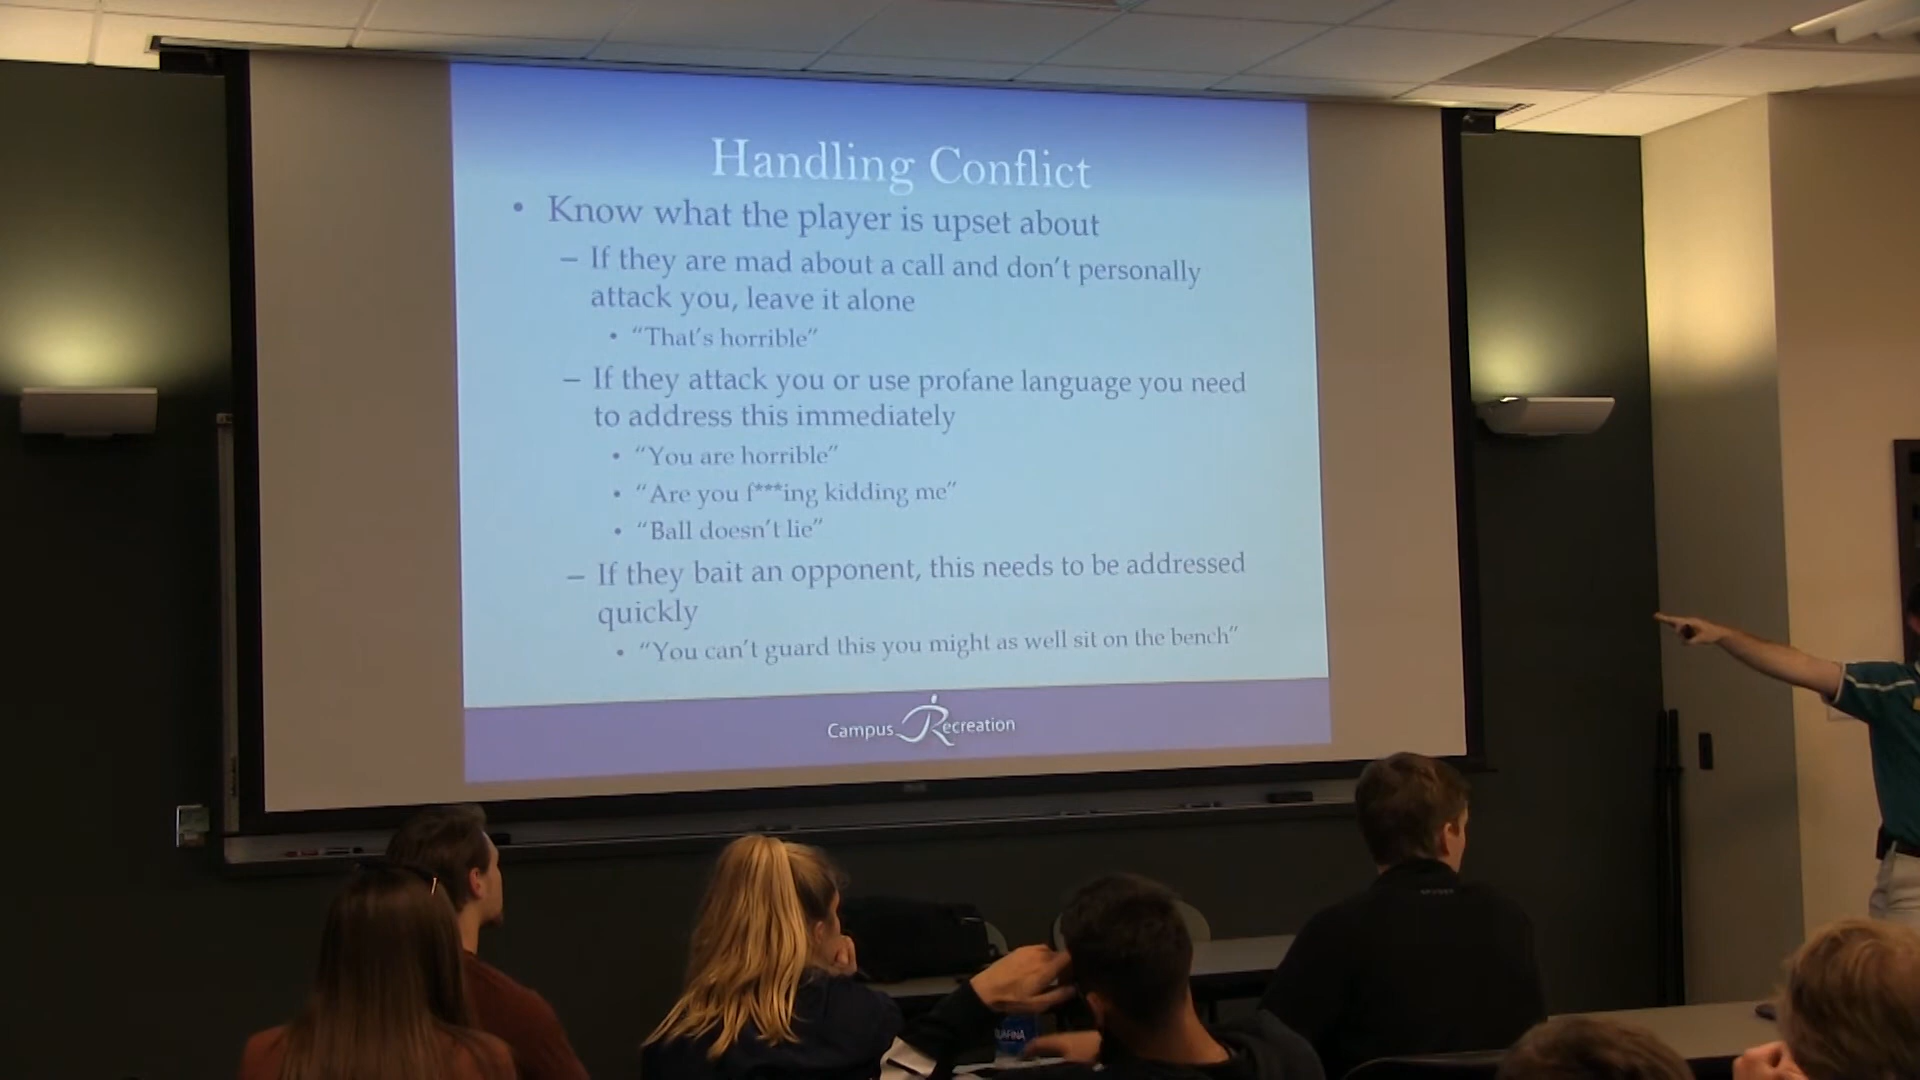 Handling Conflict
• Know what the player is upset about
– If they are mad about a call and don't personally
attack you, leave it alone
• "That's horrible"
– If they attack you or use profane language you need
to address this immediately
• "You are horrible"
• "Are you f***ing kidding me"
• "Ball doesn't lie"
– If they bait an opponent, this needs to be addressed
quickly
• "You can't guard this you might as well sit on the bench"
Campus Recreation